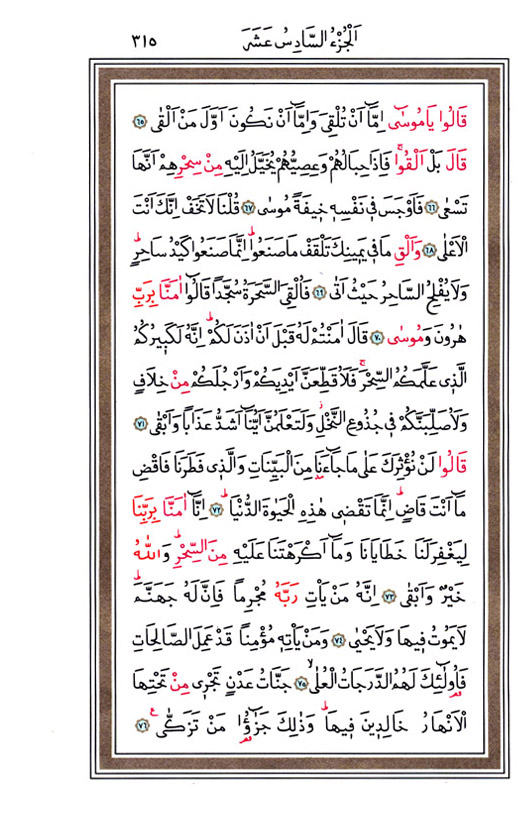 اَلْجُزْءُ السَّادِسُ عَشَرَ ٣١٥
قَالُوا يَامُوسٰٓى اِمَّٓا اَنْ تُلْقِىَ وَاِمَّٓا اَنْ نَكُونَ اَوَّلَ مَنْ اَلْقٰى ﴿٦٥﴾
قَالَ بَلْ اَلْقُواۚ فَاِذَا حِبَالُهُمْ وَعِصِيُّهُمْ يُخَيَّلُ اِلَيْهِ مِنْ سِحْرِهِمْ اَنَّهَا
تَسْعٰى ﴿٦٦﴾ فَاَوْجَسَ فٖى نَفْسِهٖ خٖيفَةً مُوسٰى ﴿٦٧﴾ قُلْنَا لَا تَخَفْ اِنَّكَ اَنْتَ
الْاَعْلٰى ﴿٦٨﴾ وَاَلْقِ مَا فٖى يَمٖينِكَ تَلْقَفْ مَا صَنَعُواۜ اِنَّمَا صَنَعُوا كَيْدُ سَاحِرٍۜ
وَلَا يُفْلِحُ السَّاحِرُ حَيْثُ اَتٰى ﴿٦٩﴾ فَاُلْقِىَ السَّحَرَةُ سُجَّدًا قَالُٓوا اٰمَنَّا بِرَبِّ
هٰرُونَ وَمُوسٰى ﴿٧٠﴾ قَالَ اٰمَنْتُمْ لَهُ قَبْلَ اَنْ اٰذَنَ لَكُمْۜ اِنَّهُ لَكَبٖيرُكُمُ
الَّذٖى عَلَّمَكُمُ السِّحْرَۚ فَلَاُقَطِّعَنَّ اَيْدِيَكُمْ وَاَرْجُلَكُمْ مِنْ خِلَافٍ
وَلَاُصَلِّبَنَّكُمْ فٖى جُذُوعِ النَّخْلِؗ وَلَتَعْلَمُنَّ اَيُّنَٓا اَشَدُّ عَذَابًا وَاَبْقٰى ﴿٧١﴾
قَالُوا لَنْ نُؤْثِرَكَ عَلٰى مَا جَٓاءَنَا مِنَ الْبَيِّنَاتِ وَالَّذٖى فَطَرَنَا فَاقْضِ
مَٓا اَنْتَ قَاضٍۜ اِنَّمَا تَقْضٖى هٰذِهِ الْحَيٰوةَ الدُّنْيَاۜ ﴿٧٢﴾ اِنَّٓا اٰمَنَّا بِرَبِّنَا
لِيَغْفِرَ لَنَا خَطَايَانَا وَمَٓا اَكْرَهْتَنَا عَلَيْهِ مِنَ السِّحْرِۜ وَاللّٰهُ
خَيْرٌ وَاَبْقٰى ﴿٧٣﴾ اِنَّهُ مَنْ يَاْتِ رَبَّهُ مُجْرِمًا فَاِنَّ لَهُ جَهَنَّمَۜ
لَا يَمُوتُ فٖيهَا وَلَا يَحْيٰى ﴿٧٤﴾ وَمَنْ يَاْتِهٖ مُؤْمِنًا قَدْ عَمِلَ الصَّالِحَاتِ
فَاُولٰٓئِكَ لَهُمُ الدَّرَجَاتُ الْعُلٰىۙ ﴿٧٥﴾ جَنَّاتُ عَدْنٍ تَجْرٖى مِنْ تَحْتِهَا
الْاَنْهَارُ خَالِدٖينَ فٖيهَاۜ وَذٰلِكَ جَزٰٓؤُا مَنْ تَزَكّٰى ﴿٧٦﴾